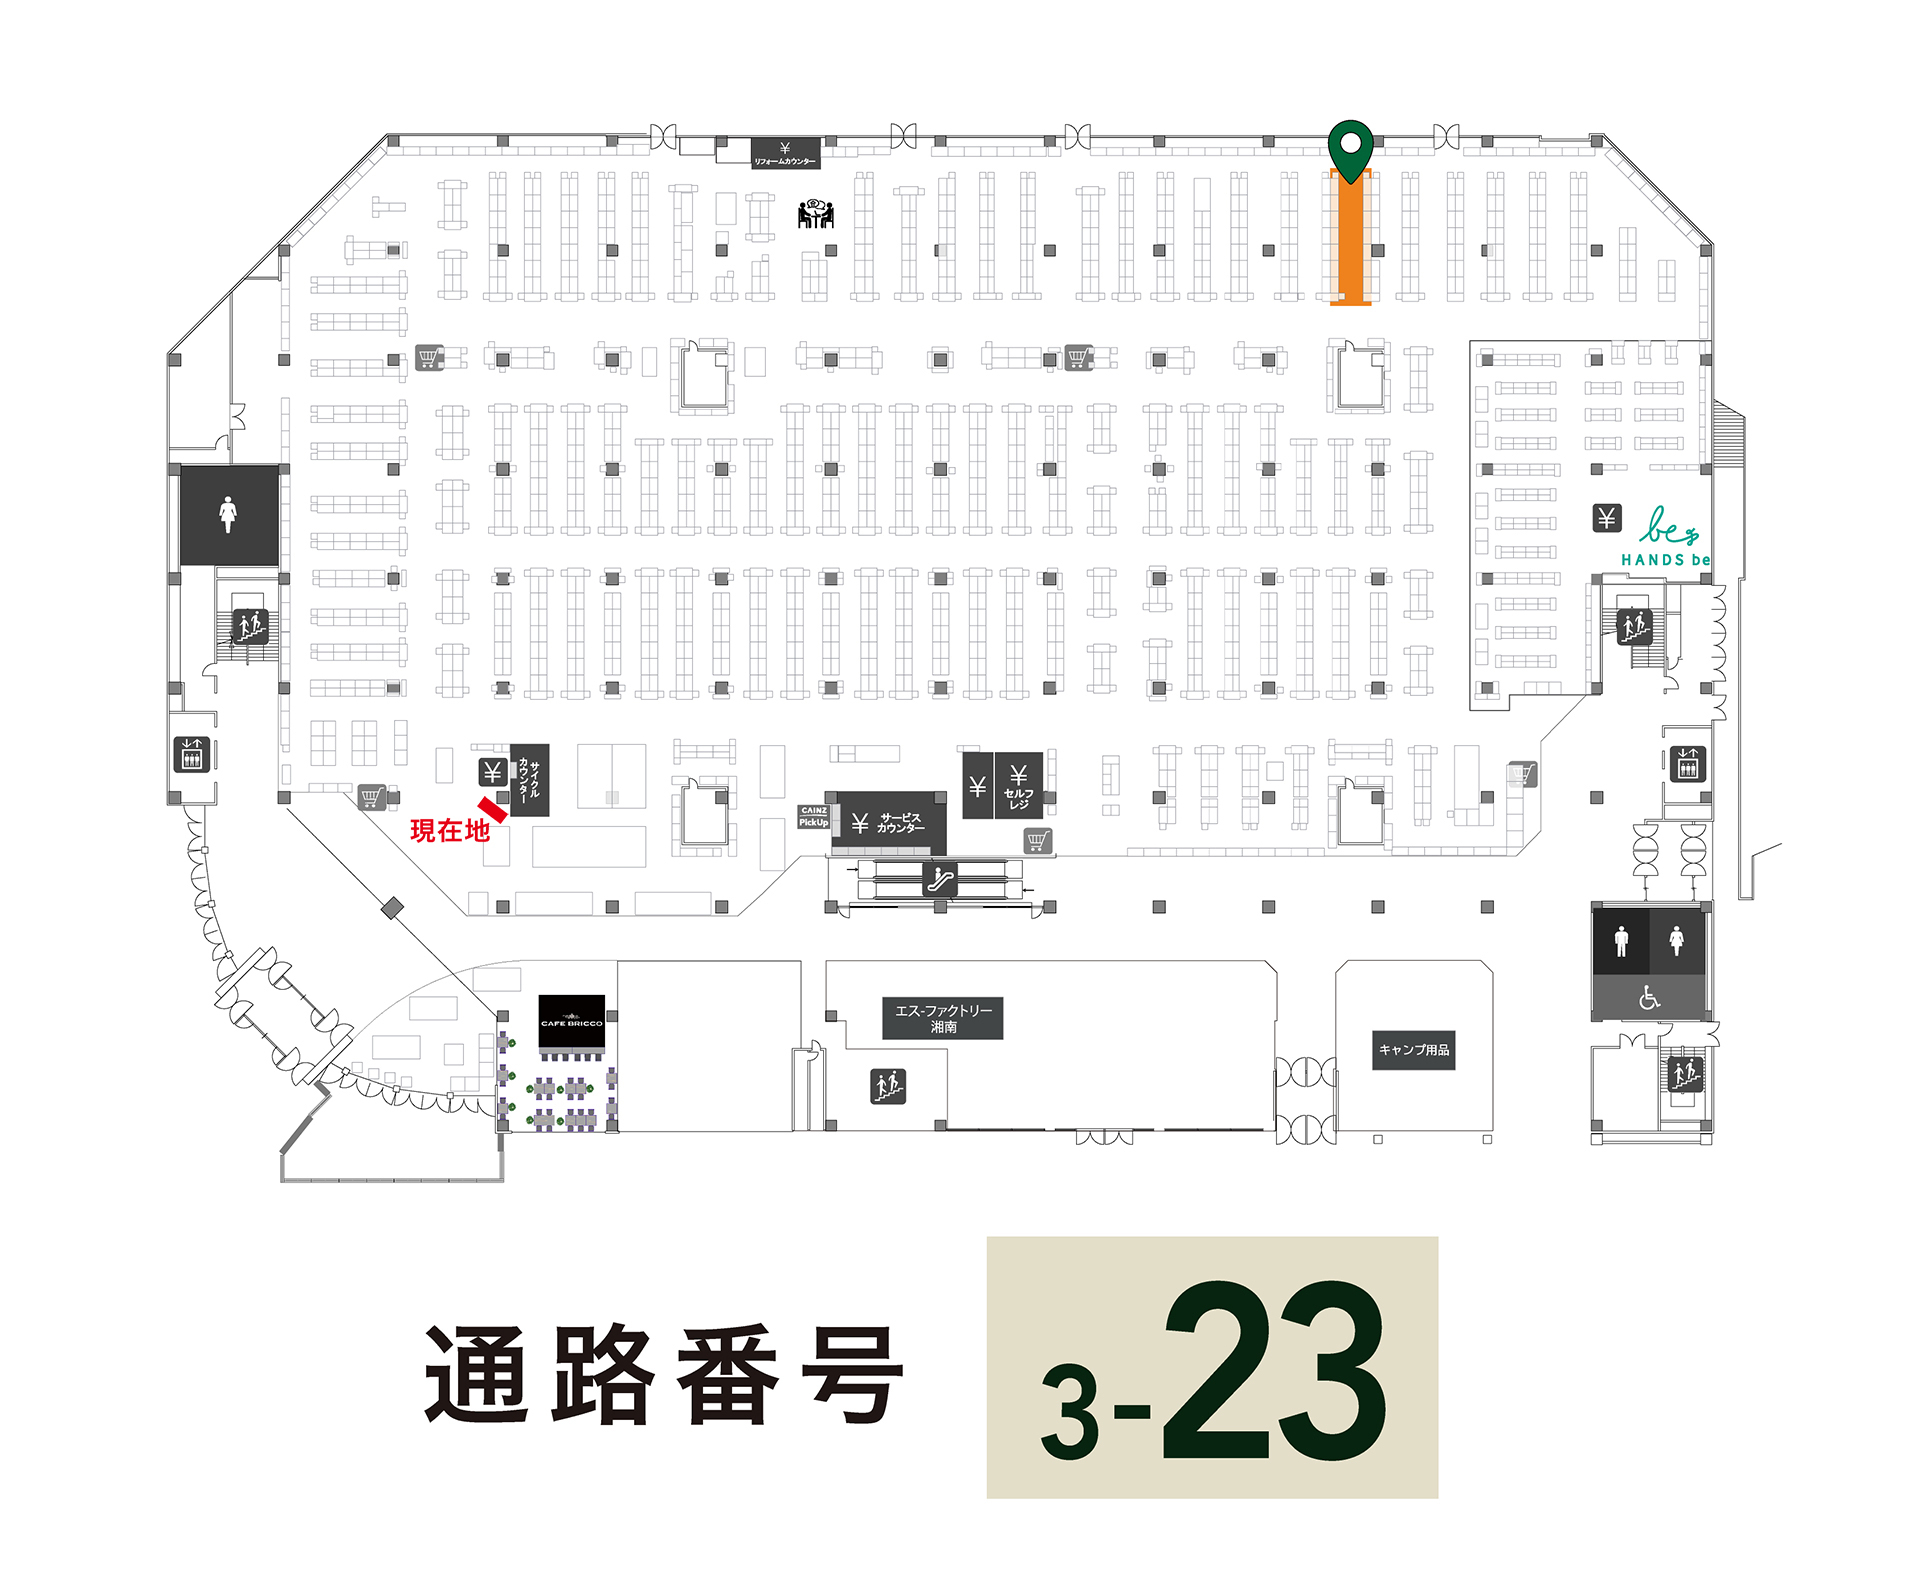 ¥
リフォームカウンター
¥
be
HANDS be
¥
サイクル
カウンター
現在地
CAINZ
PickUp
¥
サービス
カウンター
¥
¥
セルフ
レジ
CAFE BRICCO
エス-ファクトリー
湘南
キャンプ用品
通路番号
3-23